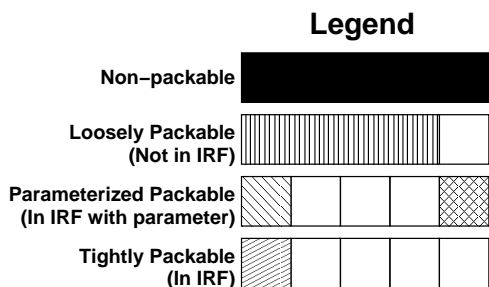 Legend
Non−packable
Loosely Packable
(Not in IRF)
Parameterized Packable
(In IRF with parameter)
Tightly Packable
(In IRF)